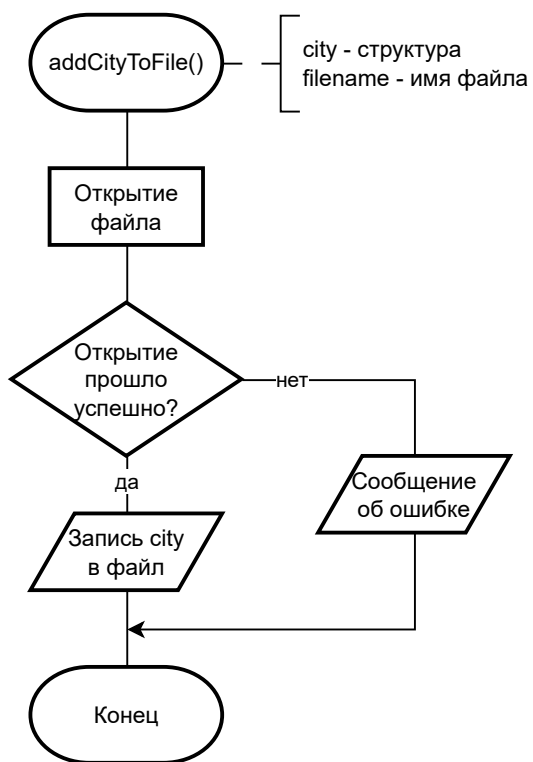 addCityToFile()
city - структура
filename - имя файла
Открытие
файла
Открытие
прошло
успешно?
нет
да
Сообщение
об ошибке
Запись city
в файл
Конец